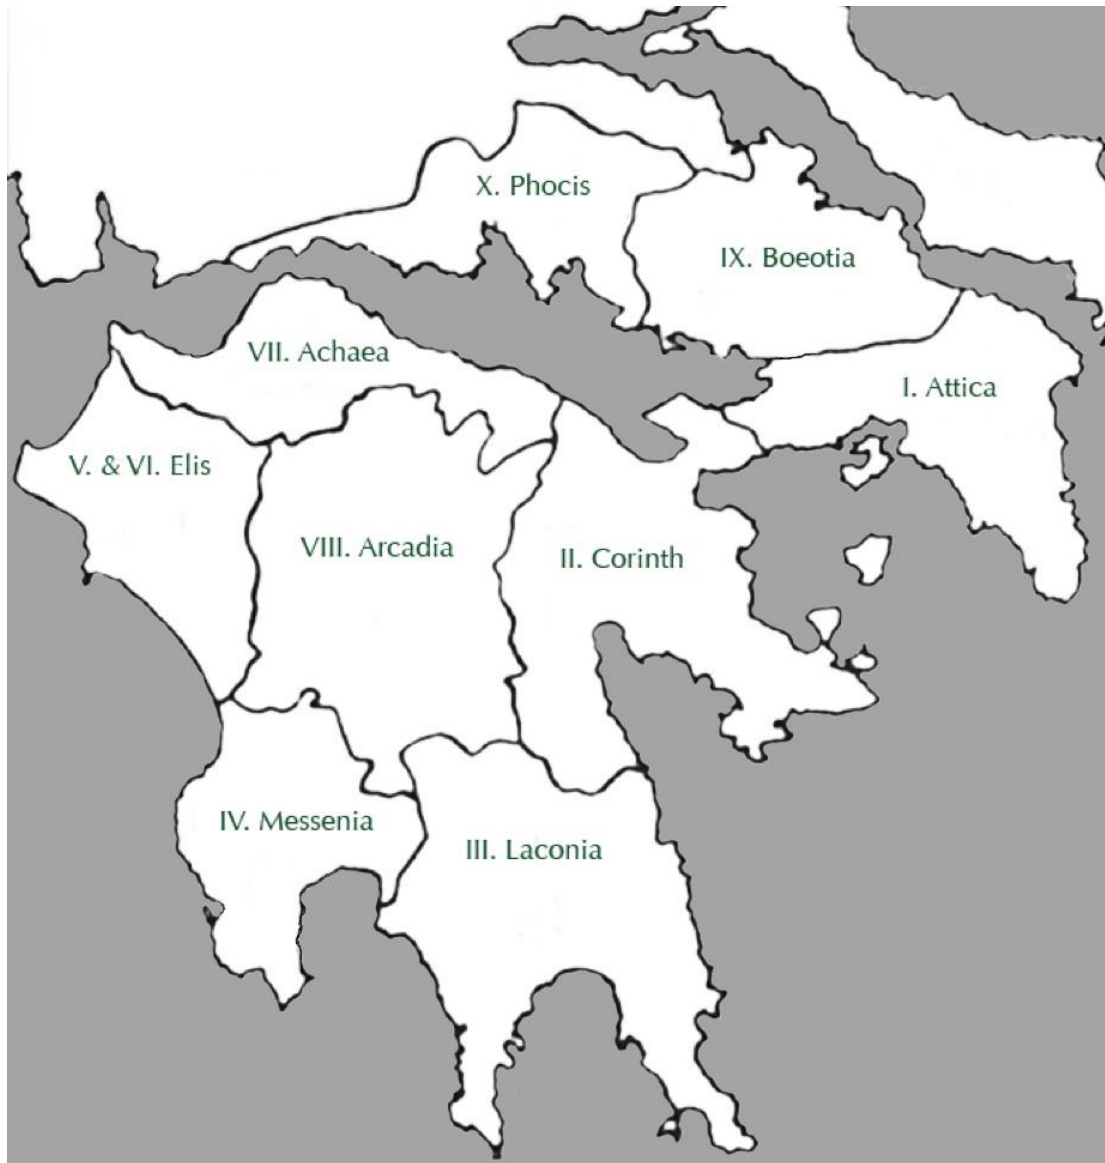 X. Phocis
IX. Boeotia
VII. Achaea
I. Attica
V. & VI. Elis
VIII. Arcadia
II. Corinth
IV. Messenia
III. Laconia